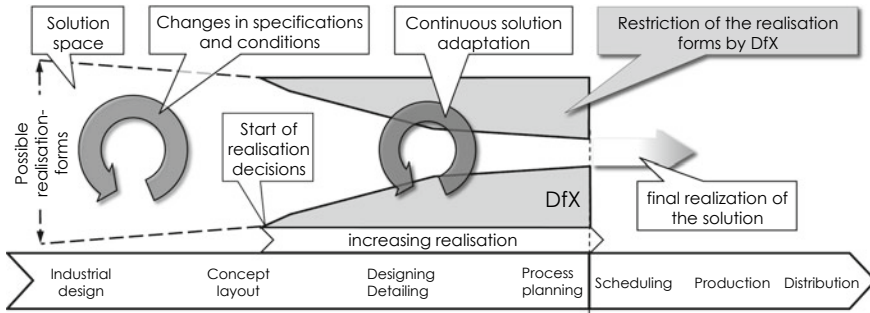 Solution
space
Changes in specifications
and conditions
Continuous solution
adaptation
Restriction of the realisation
forms by DfX
Possible
realisation-
forms
Start of
realisation
decisions
DfX
final realization of
the solution
increasing realisation
Industrial
design
Concept
layout
Designing
Detailing
Process
planning
Scheduling
Production
Distribution